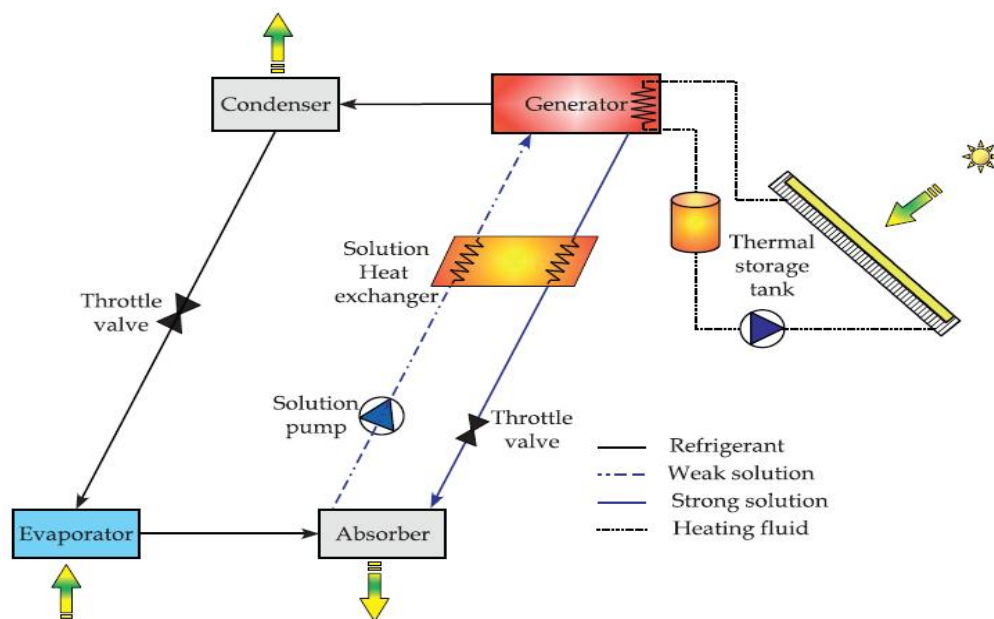 Condenser
Generator
Solution
Heat
exchanger
Thermal
storage
tank
Throttle
valve
Solution
pump
Throttle
valve
Refrigerant
Weak solution
Strong solution
Heating fluid
Evaporator
Absorber